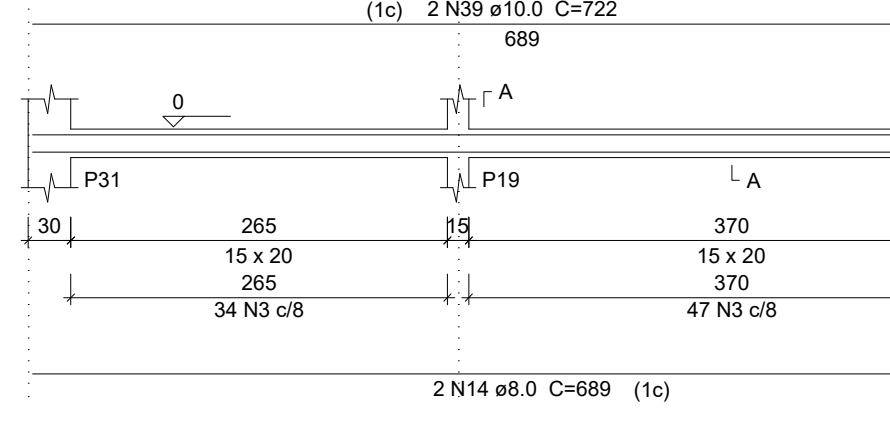 (1c) 2 N39 ø10.0 C=722
689
A
0
P31
P19
A
30 265 15 370
15 x 20 15 x 20
265 370
34 N3 c/8 47 N3 c/8
2 N14 ø8.0 C=689 (1c)